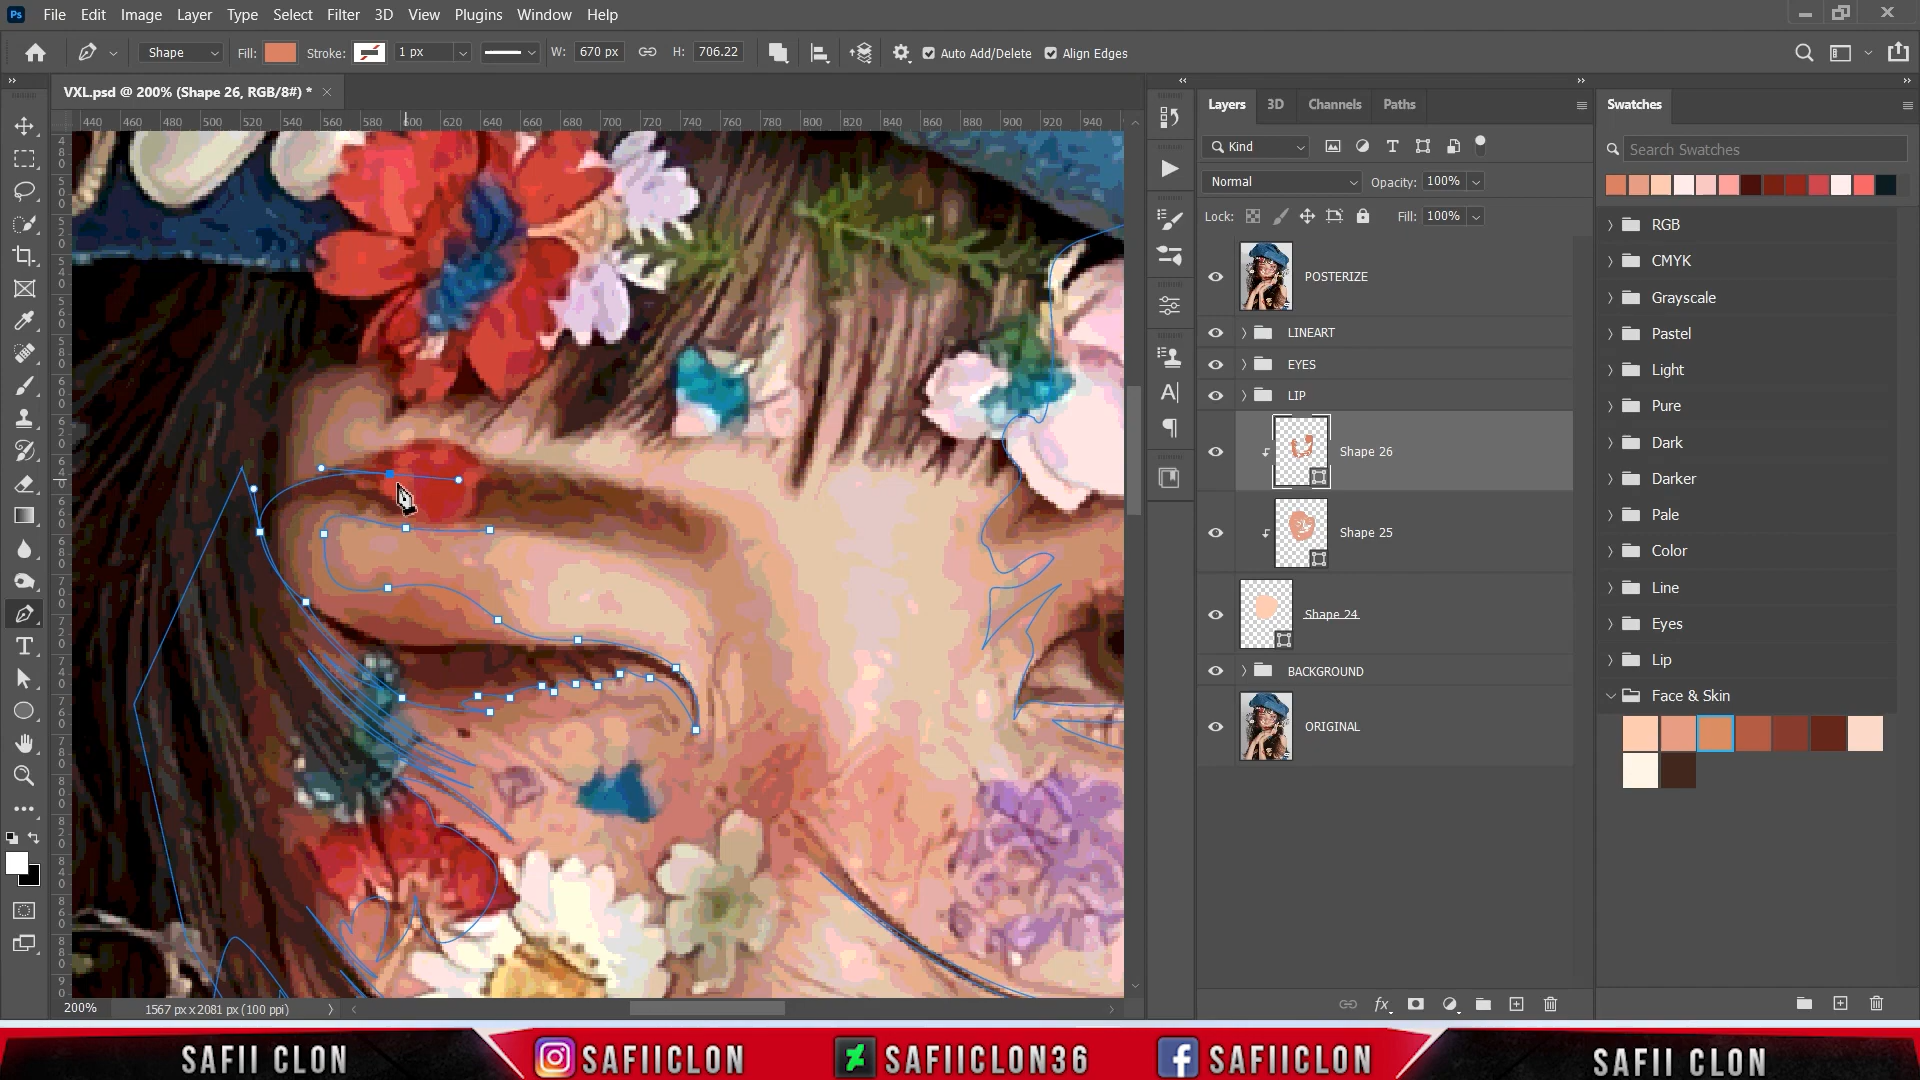 Ps File Edit Image Layer Type Select Filter 3D View Plugins Window Help
Shape Fill: Stroke: 1 px W: 670 px H: 706.22 Auto Add/Delete Align Edges
VXL.psd @ 200% (Shape 26, RGB/8#) *
440 460 480 500 520 540 560 580 600 620 640 660 680 700 720 740 760 780 800 820 840 860 880 900 920 940
Layers 3D Channels Paths
Kind
Normal Opacity: 100%
Lock: Fill: 100%
POSTERIZE
LINEART
EYES
LIP
Shape 26
Shape 25
Shape 24
BACKGROUND
ORIGINAL
Swatches
Search Swatches
RGB
CMYK
Grayscale
Pastel
Light
Pure
Dark
Darker
Pale
Color
Line
Eyes
Lip
Face & Skin
200% 1567 px x 2081 px (100 ppi)
SAFII CLON SAFIICLON SAFIICLON36 SAFIICLON SAFII CLON